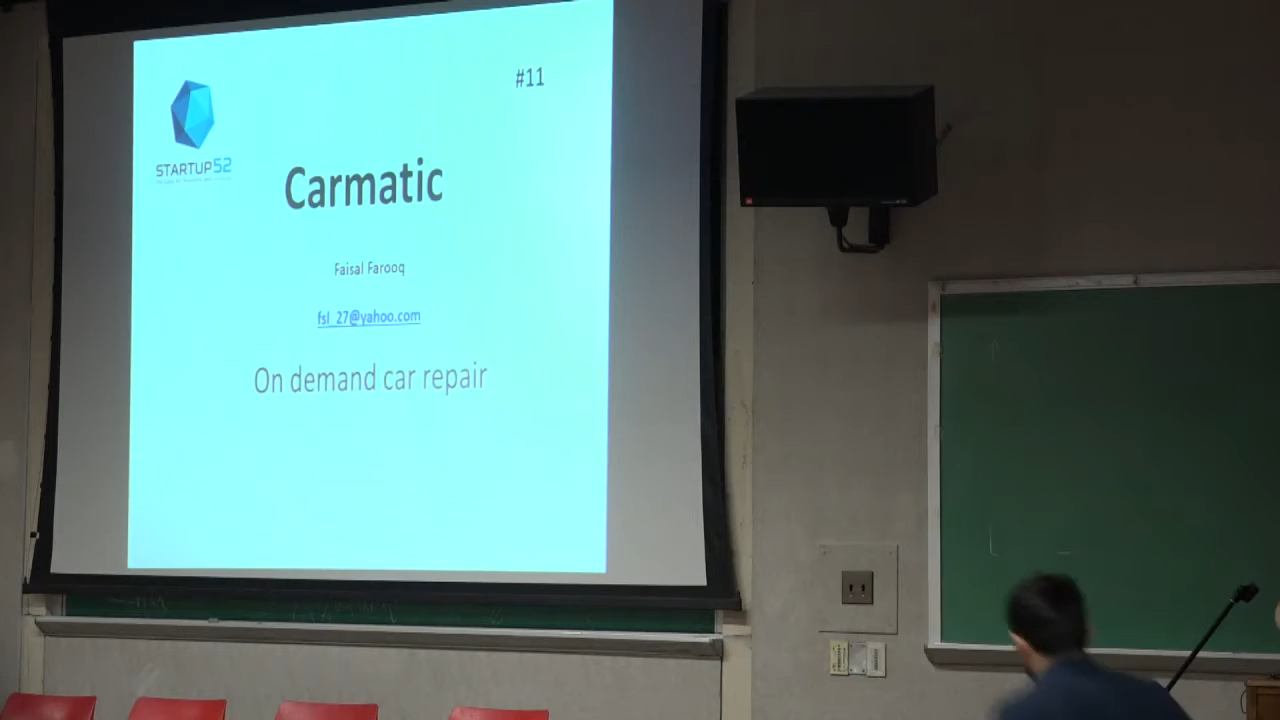 #11
STARTUP52
Carmatic
Faisal Farooq
fsl_27@yahoo.com
On demand car repair